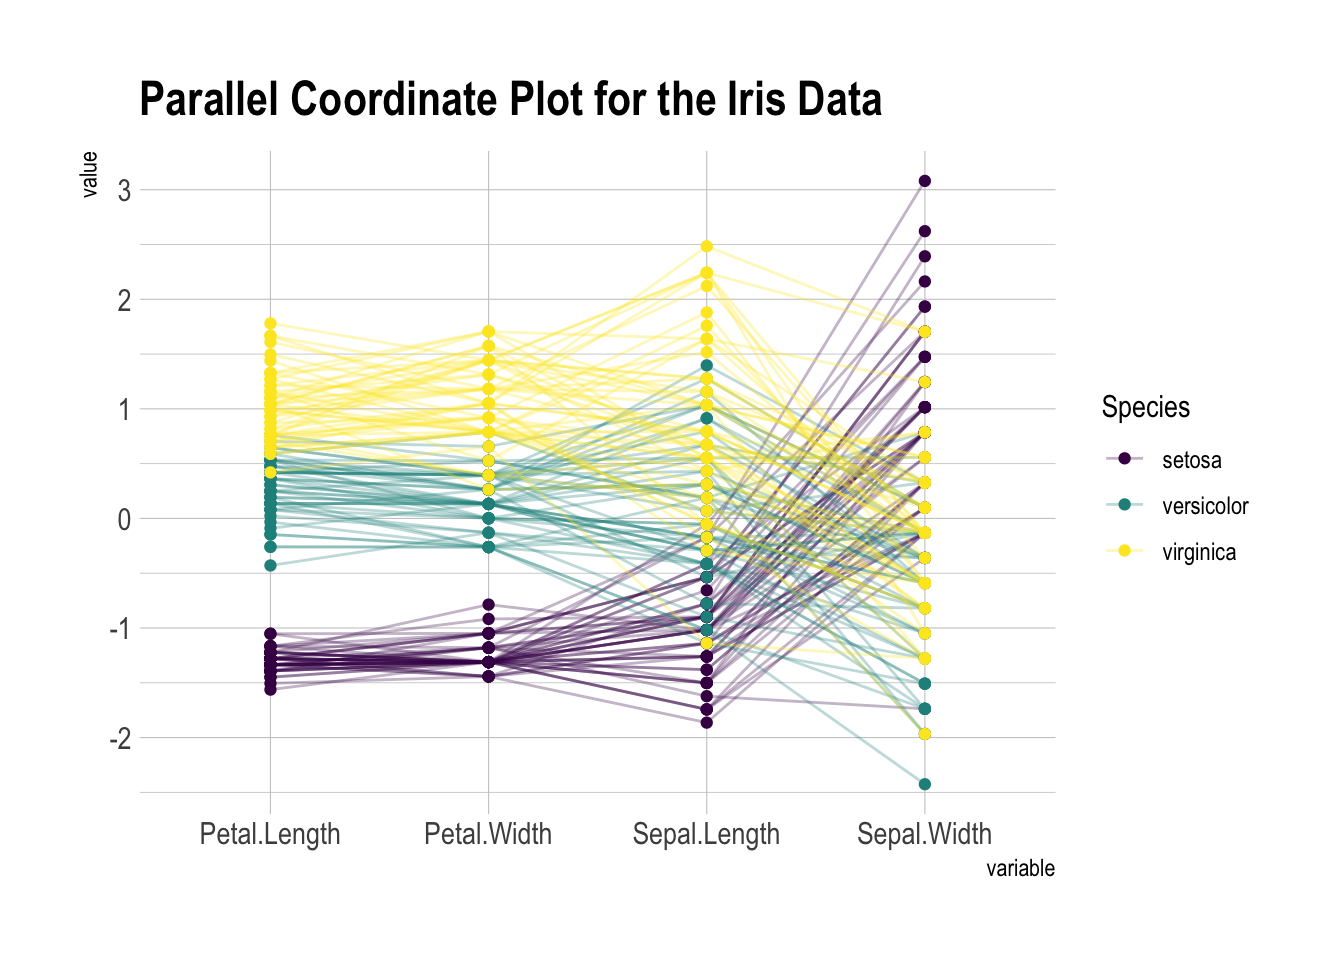 Parallel Coordinate Plot for the Iris Data
value
3
2
1
0
-1
-2
Petal.Length
Petal.Width
Sepal.Length
Sepal.Width
variable
Species
setosa
versicolor
virginica